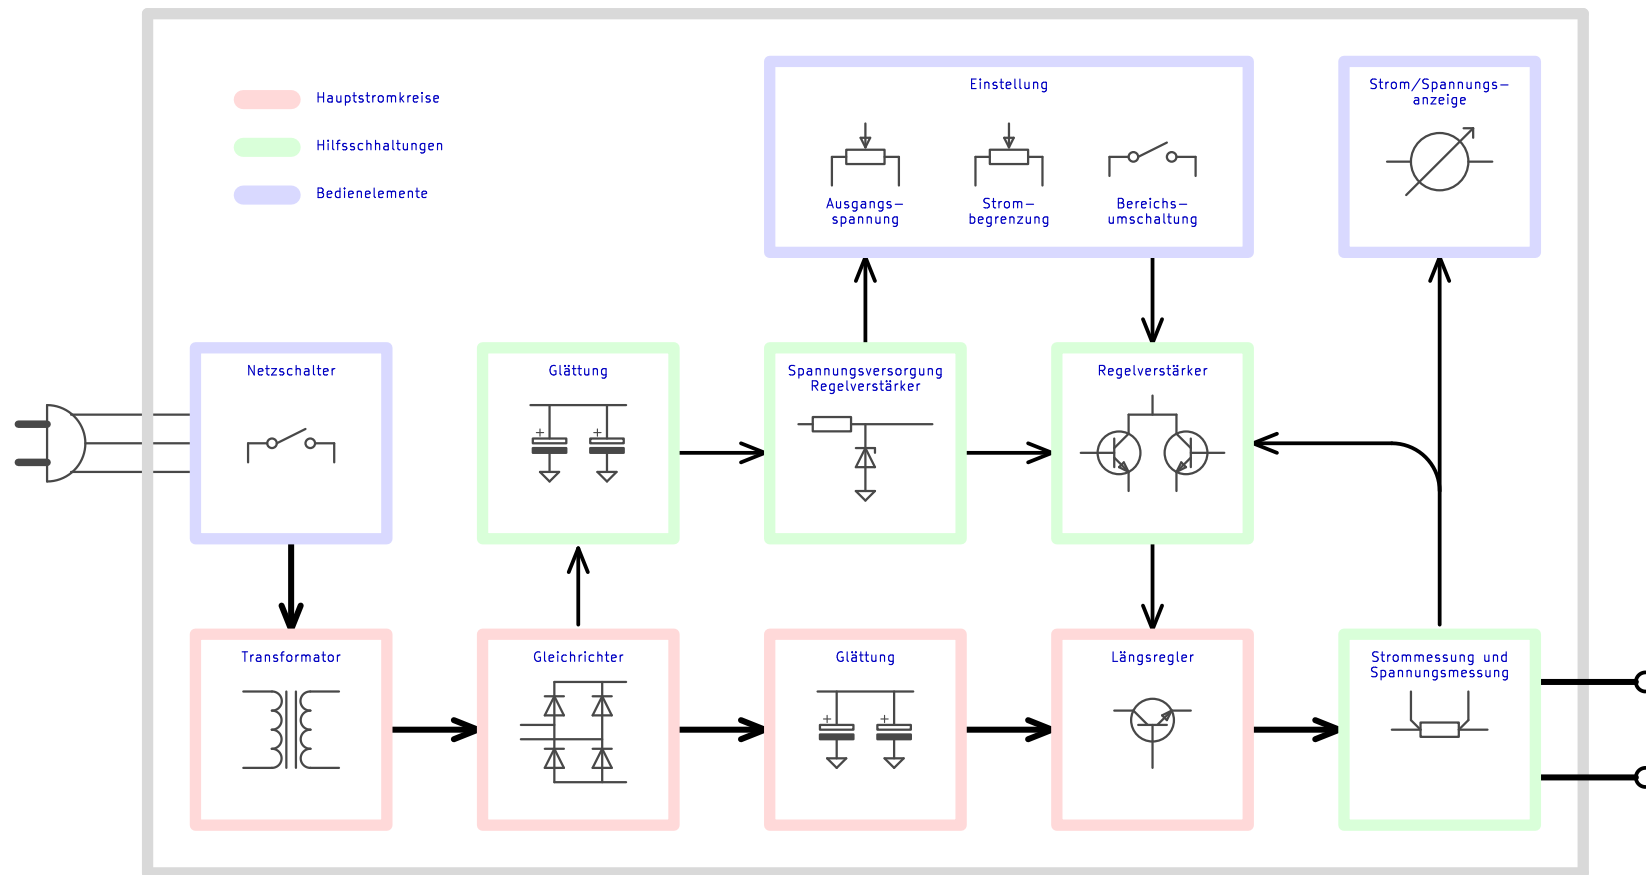 Hauptstromkreise
Hilfsschhaltungen
Bedienelemente
Einstellung
Ausgangs-
spannung
Strom-
begrenzung
Bereichs-
umschaltung
Strom/Spannungs-
anzeige
Netzschalter
Glättung
+ +
Spannungsversorgung
Regelverstärker
Regelverstärker
Transformator
Gleichrichter
Glättung
+ +
Längsregler
Strommessung und
Spannungsmessung